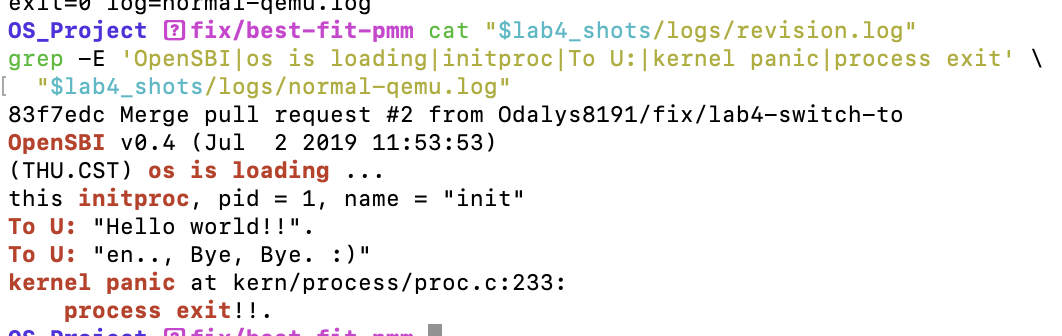 exit=0 log=normal-qemu.log
OS_Project fix/best-fit-pmm cat "$lab4_shots/logs/revision.log"
grep -E 'OpenSBI|os is loading|initproc|To U:|kernel panic|process exit' \
[ "$lab4_shots/logs/normal-qemu.log"
83f7edc Merge pull request #2 from Odalys8191/fix/lab4-switch-to
OpenSBI v0.4 (Jul  2 2019 11:53:53)
(THU.CST) os is loading ...
this initproc, pid = 1, name = "init"
To U: "Hello world!!".
To U: "en.., Bye, Bye. :)"
kernel panic at kern/process/proc.c:233:
    process exit!!.
OS_Project fix/best-fit-pmm